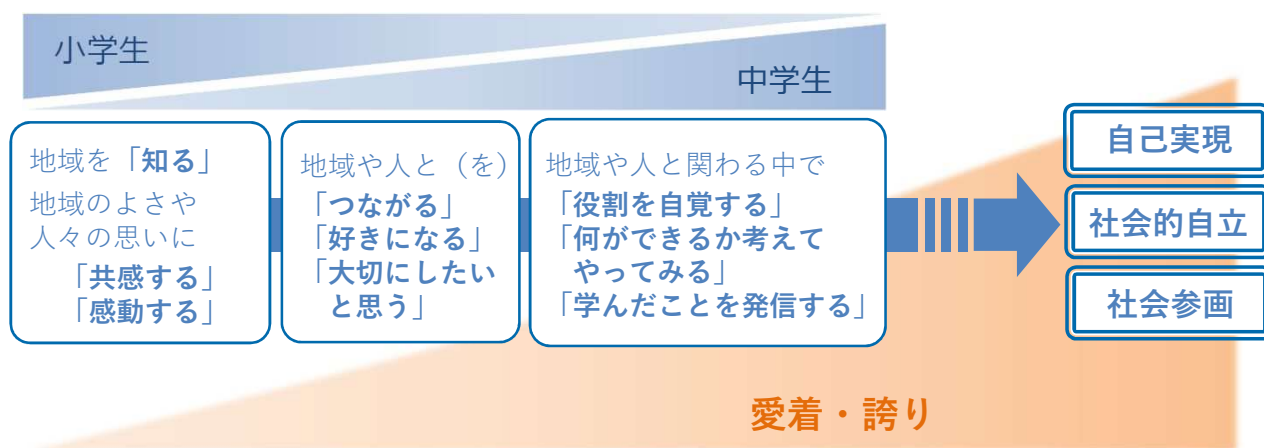 小学生
中学生
地域を「知る」
地域のよさや
人々の思いに
「共感する」
「感動する」
地域や人と（を）
「つながる」
「好きになる」
「大切にしたい
と思う」
地域や人と関わる中で
「役割を自覚する」
「何ができるか考えて
やってみる」
「学んだことを発信する」
自己実現
社会的自立
社会参画
愛着・誇り